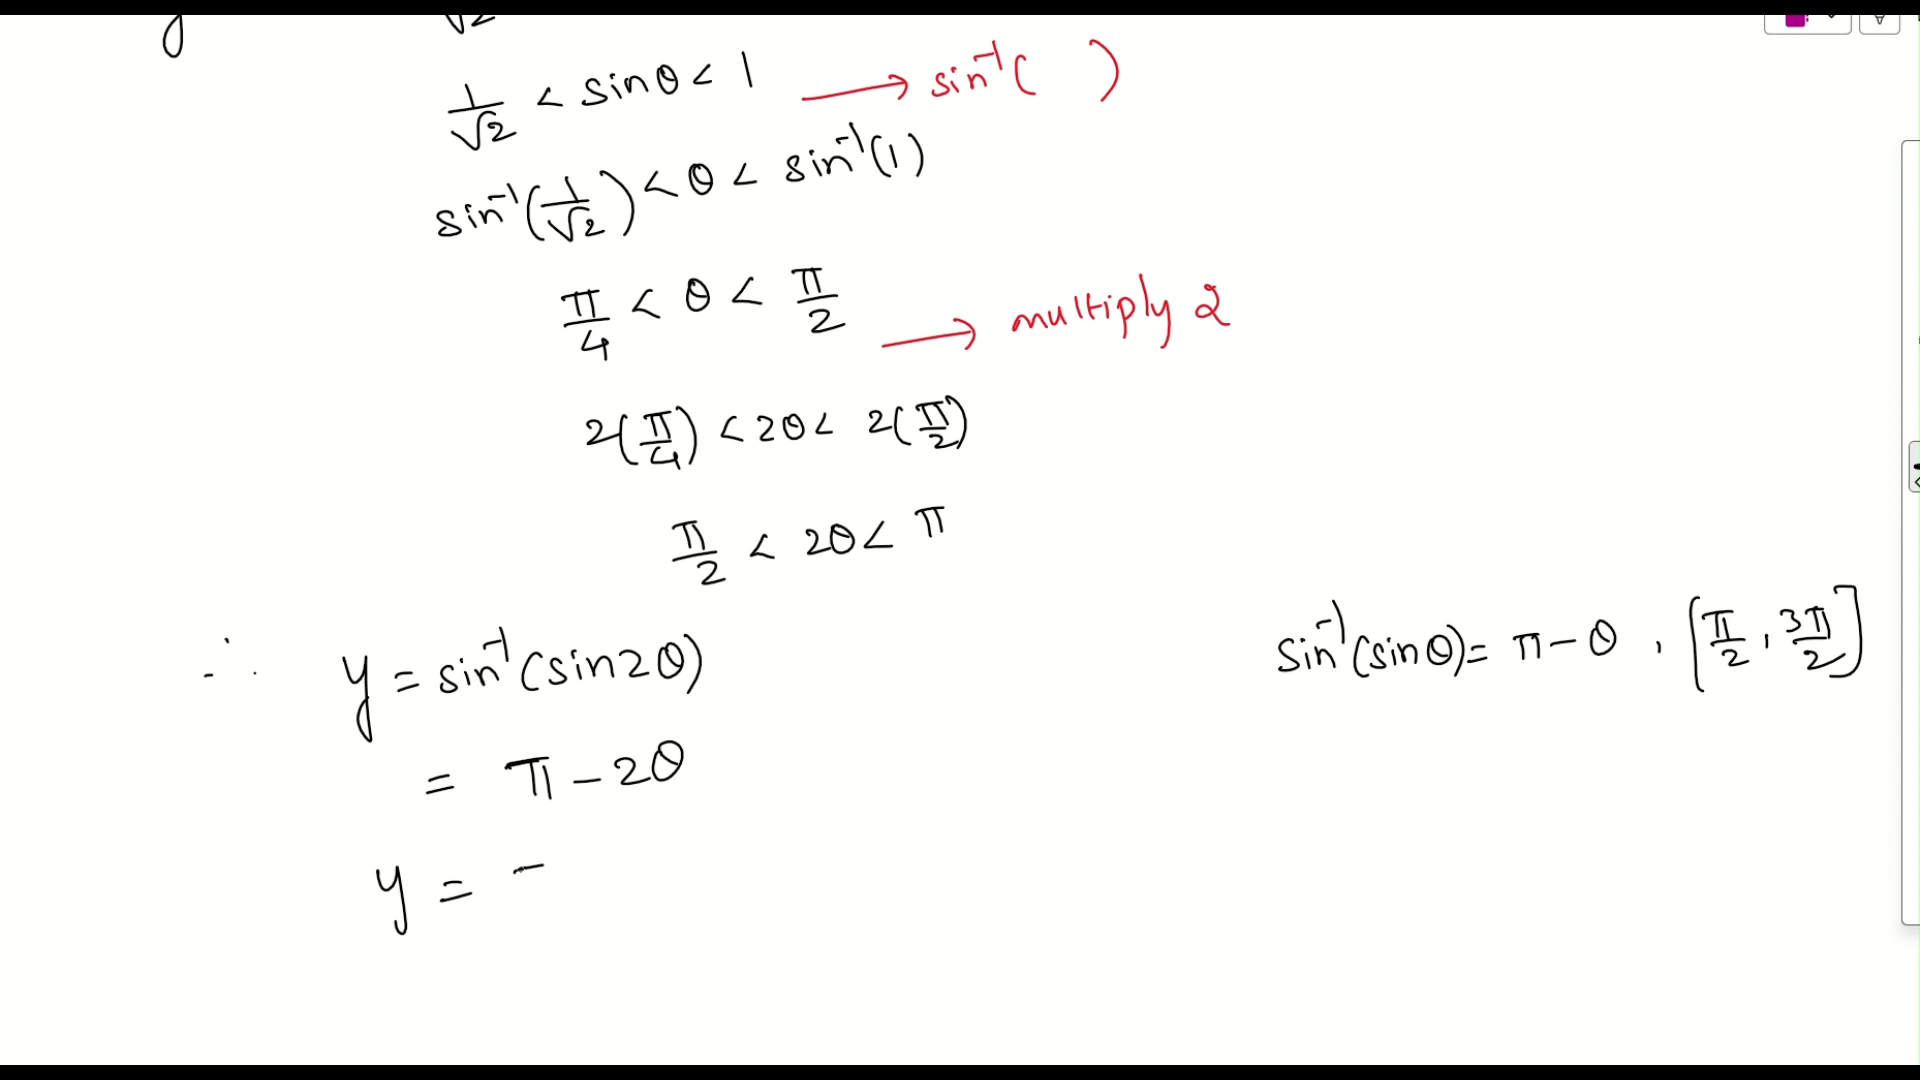 1/√2 < sinθ < 1 → sin⁻¹( )
sin⁻¹(1/√2) < θ < sin⁻¹(1)
π/4 < θ < π/2 → multiply 2
2(π/4) < 2θ < 2(π/2)
π/2 < 2θ < π
∴ y = sin⁻¹(sin2θ)
sin⁻¹(sinθ) = π - θ , [π/2 , 3π/2]
= π - 2θ
y =